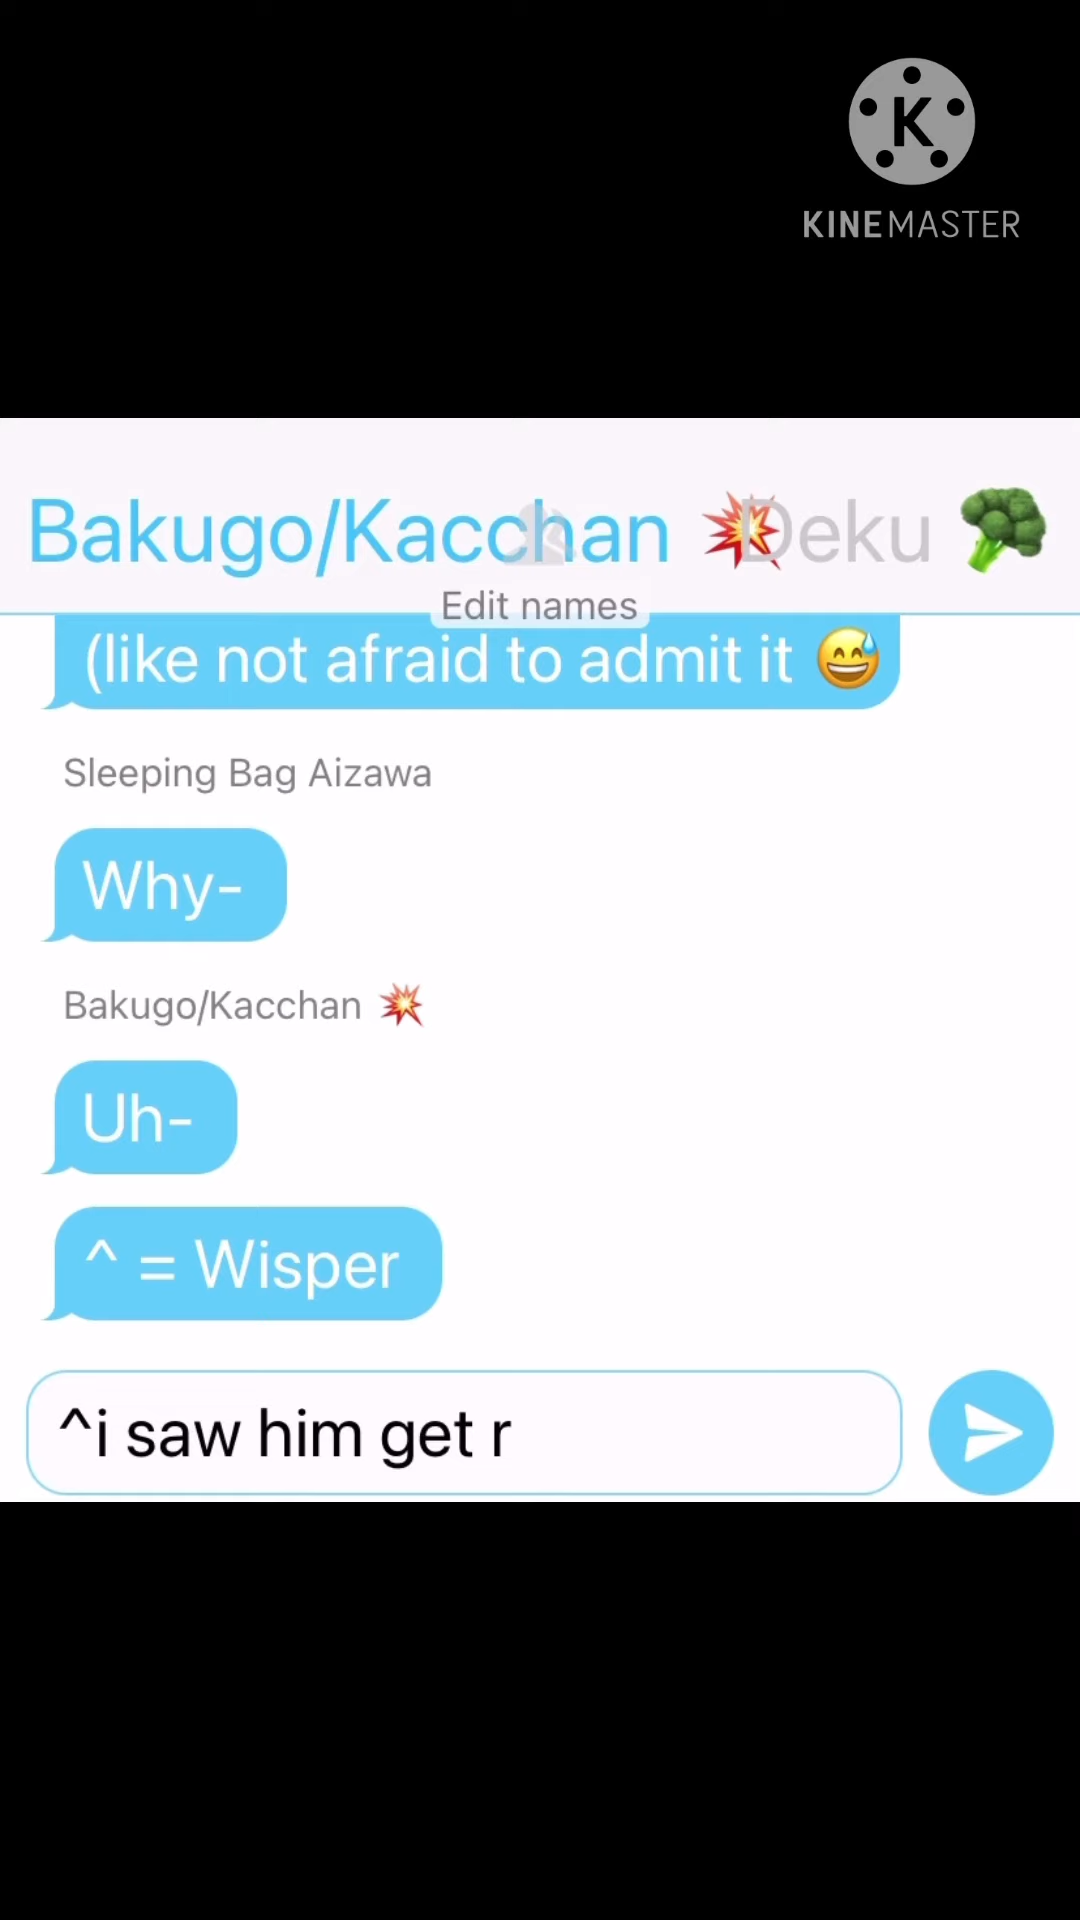 KINEMASTER
Bakugo/Kacchan 💥 Deku 🥦
Edit names
(like not afraid to admit it 😅
Sleeping Bag Aizawa
Why-
Bakugo/Kacchan 💥
Uh-
^ = Wisper
^i saw him get r